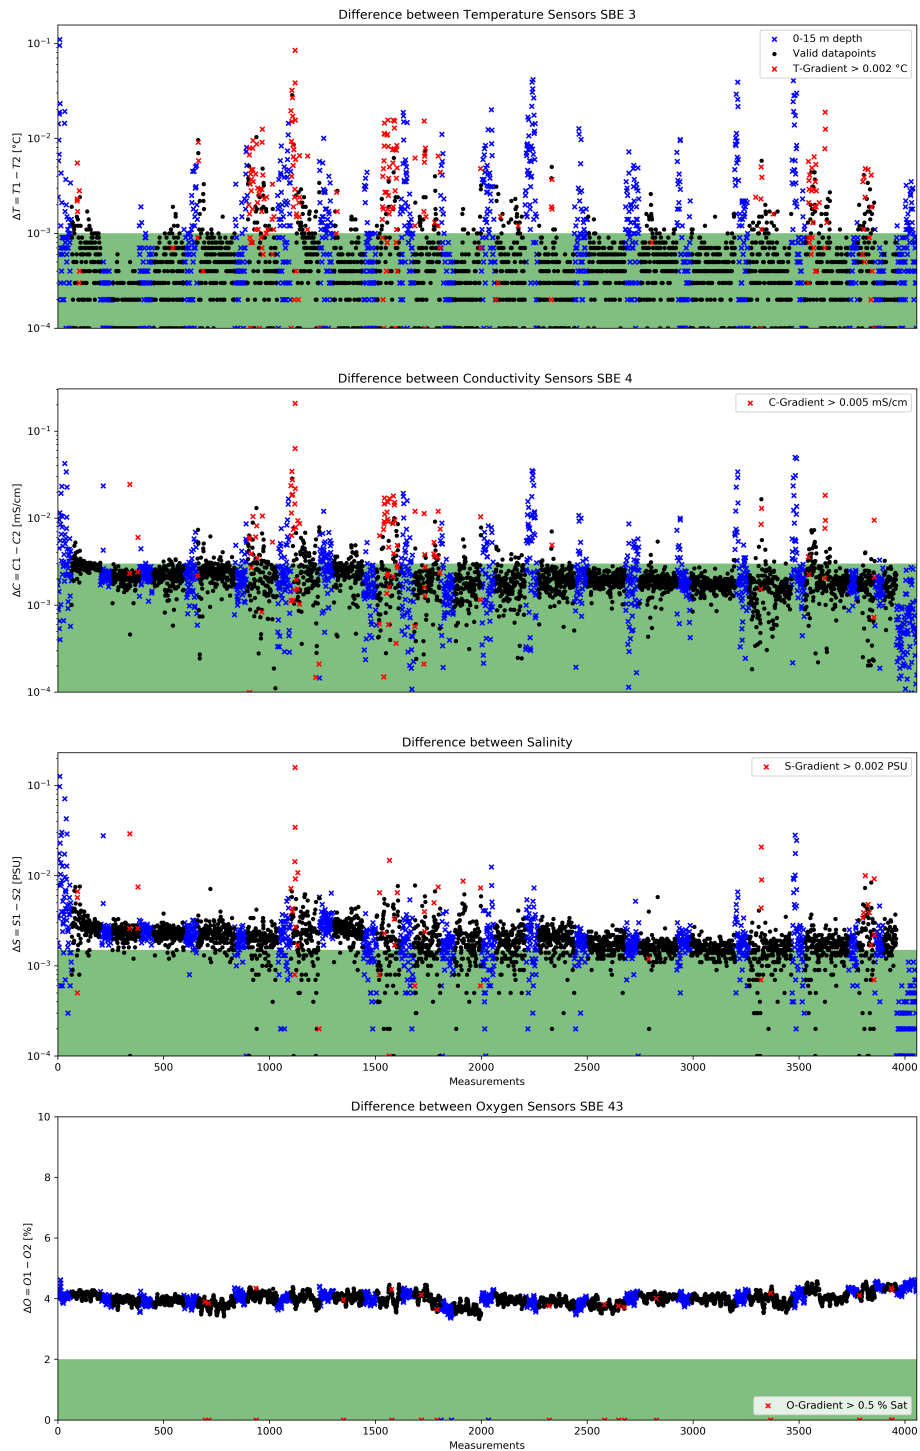 Difference between Temperature Sensors SBE 3
10⁻¹
10⁻²
10⁻³
10⁻⁴
ΔT = T1 − T2 [°C]
0-15 m depth
Valid datapoints
T-Gradient > 0.002 °C
Difference between Conductivity Sensors SBE 4
10⁻¹
10⁻²
10⁻³
10⁻⁴
ΔC = C1 − C2 [mS/cm]
C-Gradient > 0.005 mS/cm
Difference between Salinity
10⁻¹
10⁻²
10⁻³
10⁻⁴
ΔS = S1 − S2 [PSU]
S-Gradient > 0.002 PSU
0 500 1000 1500 2000 2500 3000 3500 4000
Measurements
Difference between Oxygen Sensors SBE 43
10
8
6
4
2
0
ΔO = O1 − O2 [%]
O-Gradient > 0.5 % Sat
0 500 1000 1500 2000 2500 3000 3500 4000
Measurements